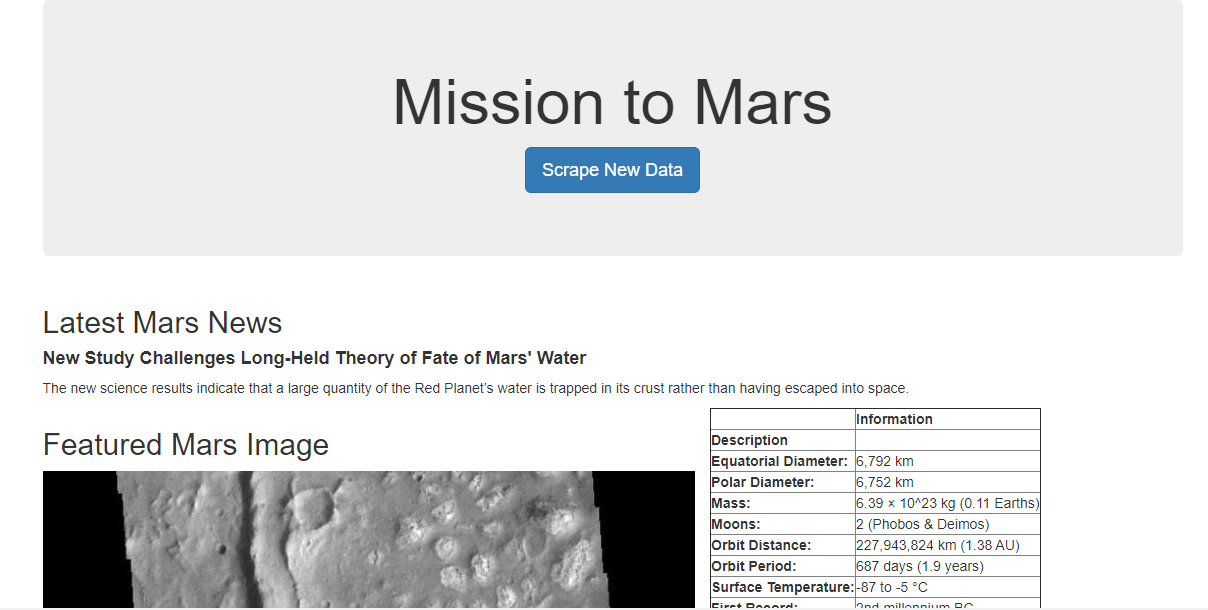 Mission to Mars
Scrape New Data
Latest Mars News
New Study Challenges Long-Held Theory of Fate of Mars' Water
The new science results indicate that a large quantity of the Red Planet’s water is trapped in its crust rather than having escaped into space.
Featured Mars Image
Information
Description
Equatorial Diameter: 6,792 km
Polar Diameter: 6,752 km
Mass: 6.39 × 10^23 kg (0.11 Earths)
Moons: 2 (Phobos & Deimos)
Orbit Distance: 227,943,824 km (1.38 AU)
Orbit Period: 687 days (1.9 years)
Surface Temperature: -87 to -5 °C
First Record: 2nd millennium BC